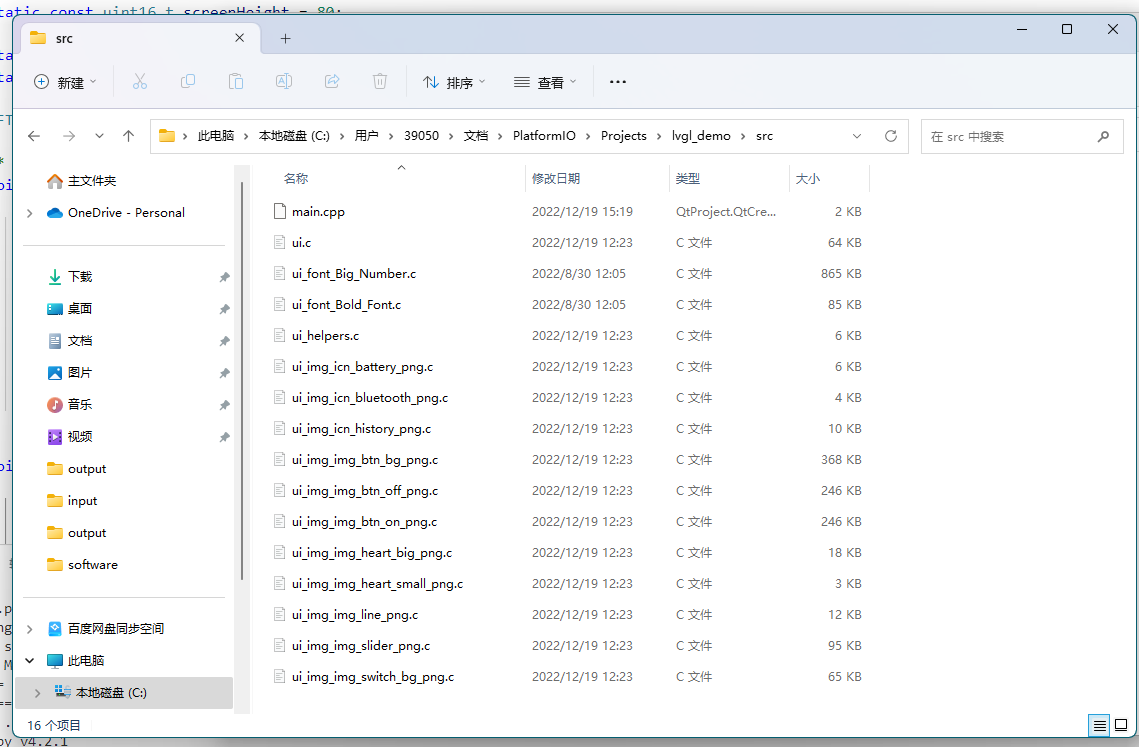 static const uint16_t screenHeight = 80;
src
新建
排序
查看
此电脑 本地磁盘 (C:) 用户 39050 文档 PlatformIO Projects lvgl_demo src
在 src 中搜索
主文件夹
OneDrive - Personal
下载
桌面
文档
图片
音乐
视频
output
input
output
software
百度网盘同步空间
此电脑
本地磁盘 (C:)
名称 修改日期 类型 大小
main.cpp 2022/12/19 15:19 QtProject.QtCre... 2 KB
ui.c 2022/12/19 12:23 C 文件 64 KB
ui_font_Big_Number.c 2022/8/30 12:05 C 文件 865 KB
ui_font_Bold_Font.c 2022/8/30 12:05 C 文件 85 KB
ui_helpers.c 2022/12/19 12:23 C 文件 6 KB
ui_img_icn_battery_png.c 2022/12/19 12:23 C 文件 6 KB
ui_img_icn_bluetooth_png.c 2022/12/19 12:23 C 文件 4 KB
ui_img_icn_history_png.c 2022/12/19 12:23 C 文件 10 KB
ui_img_img_btn_bg_png.c 2022/12/19 12:23 C 文件 368 KB
ui_img_img_btn_off_png.c 2022/12/19 12:23 C 文件 246 KB
ui_img_img_btn_on_png.c 2022/12/19 12:23 C 文件 246 KB
ui_img_img_heart_big_png.c 2022/12/19 12:23 C 文件 18 KB
ui_img_img_heart_small_png.c 2022/12/19 12:23 C 文件 3 KB
ui_img_img_line_png.c 2022/12/19 12:23 C 文件 12 KB
ui_img_img_slider_png.c 2022/12/19 12:23 C 文件 95 KB
ui_img_img_switch_bg_png.c 2022/12/19 12:23 C 文件 65 KB
16 个项目
py v4.2.1